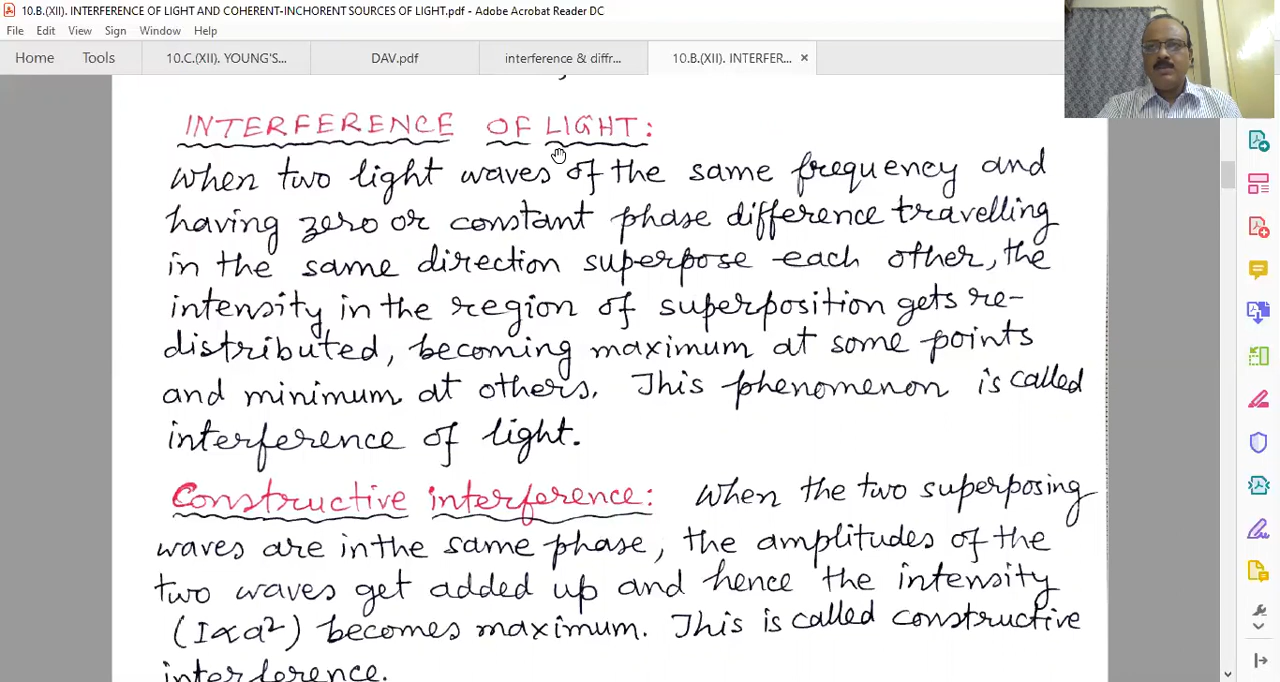 10.B.(XII). INTERFERENCE OF LIGHT AND COHERENT-INCHORENT SOURCES OF LIGHT.pdf - Adobe Acrobat Reader DC
File Edit View Sign Window Help
Home Tools 10.C.(XII). YOUNG'S... DAV.pdf interference & diffr... 10.B.(XII). INTERFER... ×
INTERFERENCE OF LIGHT:
When two light waves of the same frequency and
having zero or constant phase difference travelling
in the same direction superpose each other, the
intensity in the region of superposition gets re-
distributed, becoming maximum at some points
and minimum at others. This phenomenon is called
interference of light.
Constructive interference: When the two superposing
waves are in the same phase, the amplitudes of the
two waves get added up and hence the intensity
(I∝a²) becomes maximum. This is called constructive
interference.